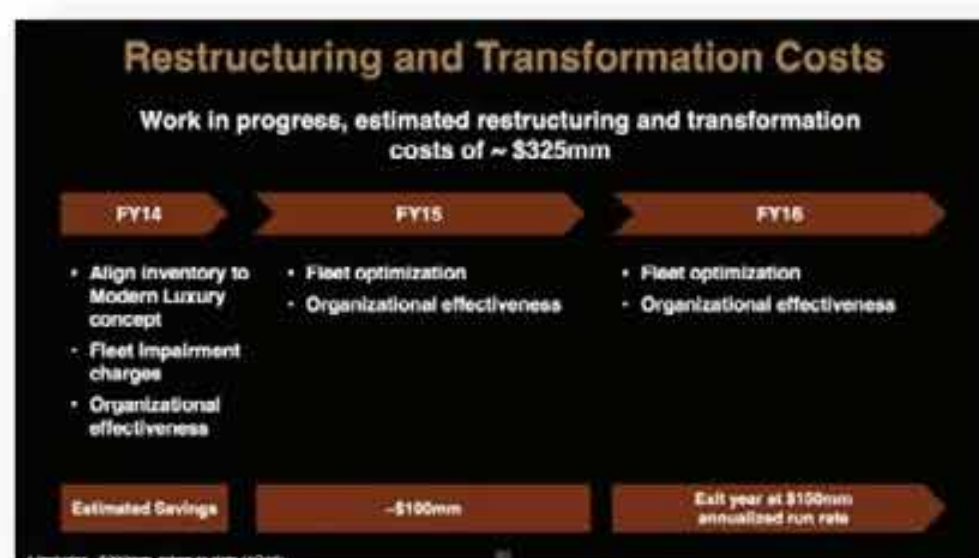 Restructuring and Transformation Costs
Work in progress, estimated restructuring and transformation
costs of ~ $325mm
FY14
FY15
FY16
• Align inventory to
Modern Luxury
concept
• Fleet Impairment
charges
• Organizational
effectiveness
• Fleet optimization
• Organizational effectiveness
• Fleet optimization
• Organizational effectiveness
Estimated Savings
~$100mm
Exit year at $150mm
annualized run rate